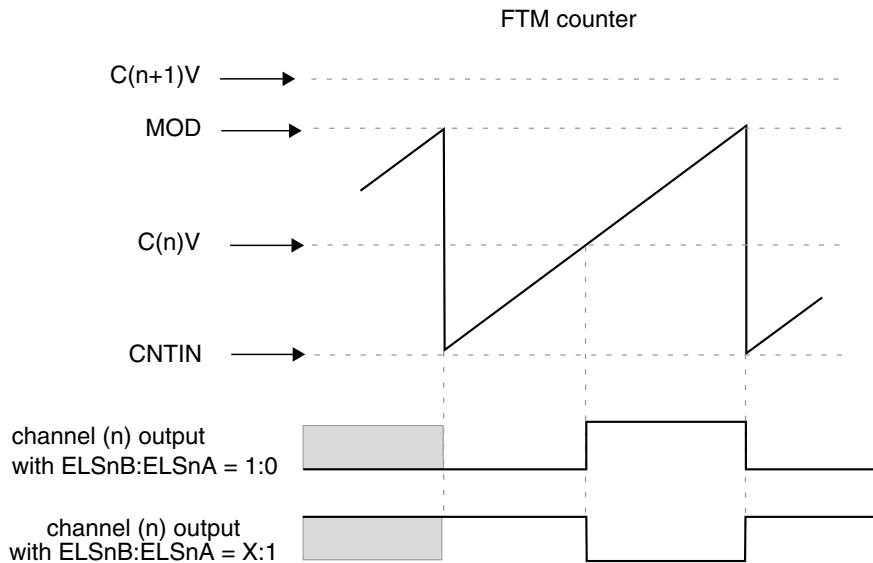 FTM counter
C(n+1)V
MOD
C(n)V
CNTIN
channel (n) output
with ELSnB:ELSnA = 1:0
channel (n) output
with ELSnB:ELSnA = X:1